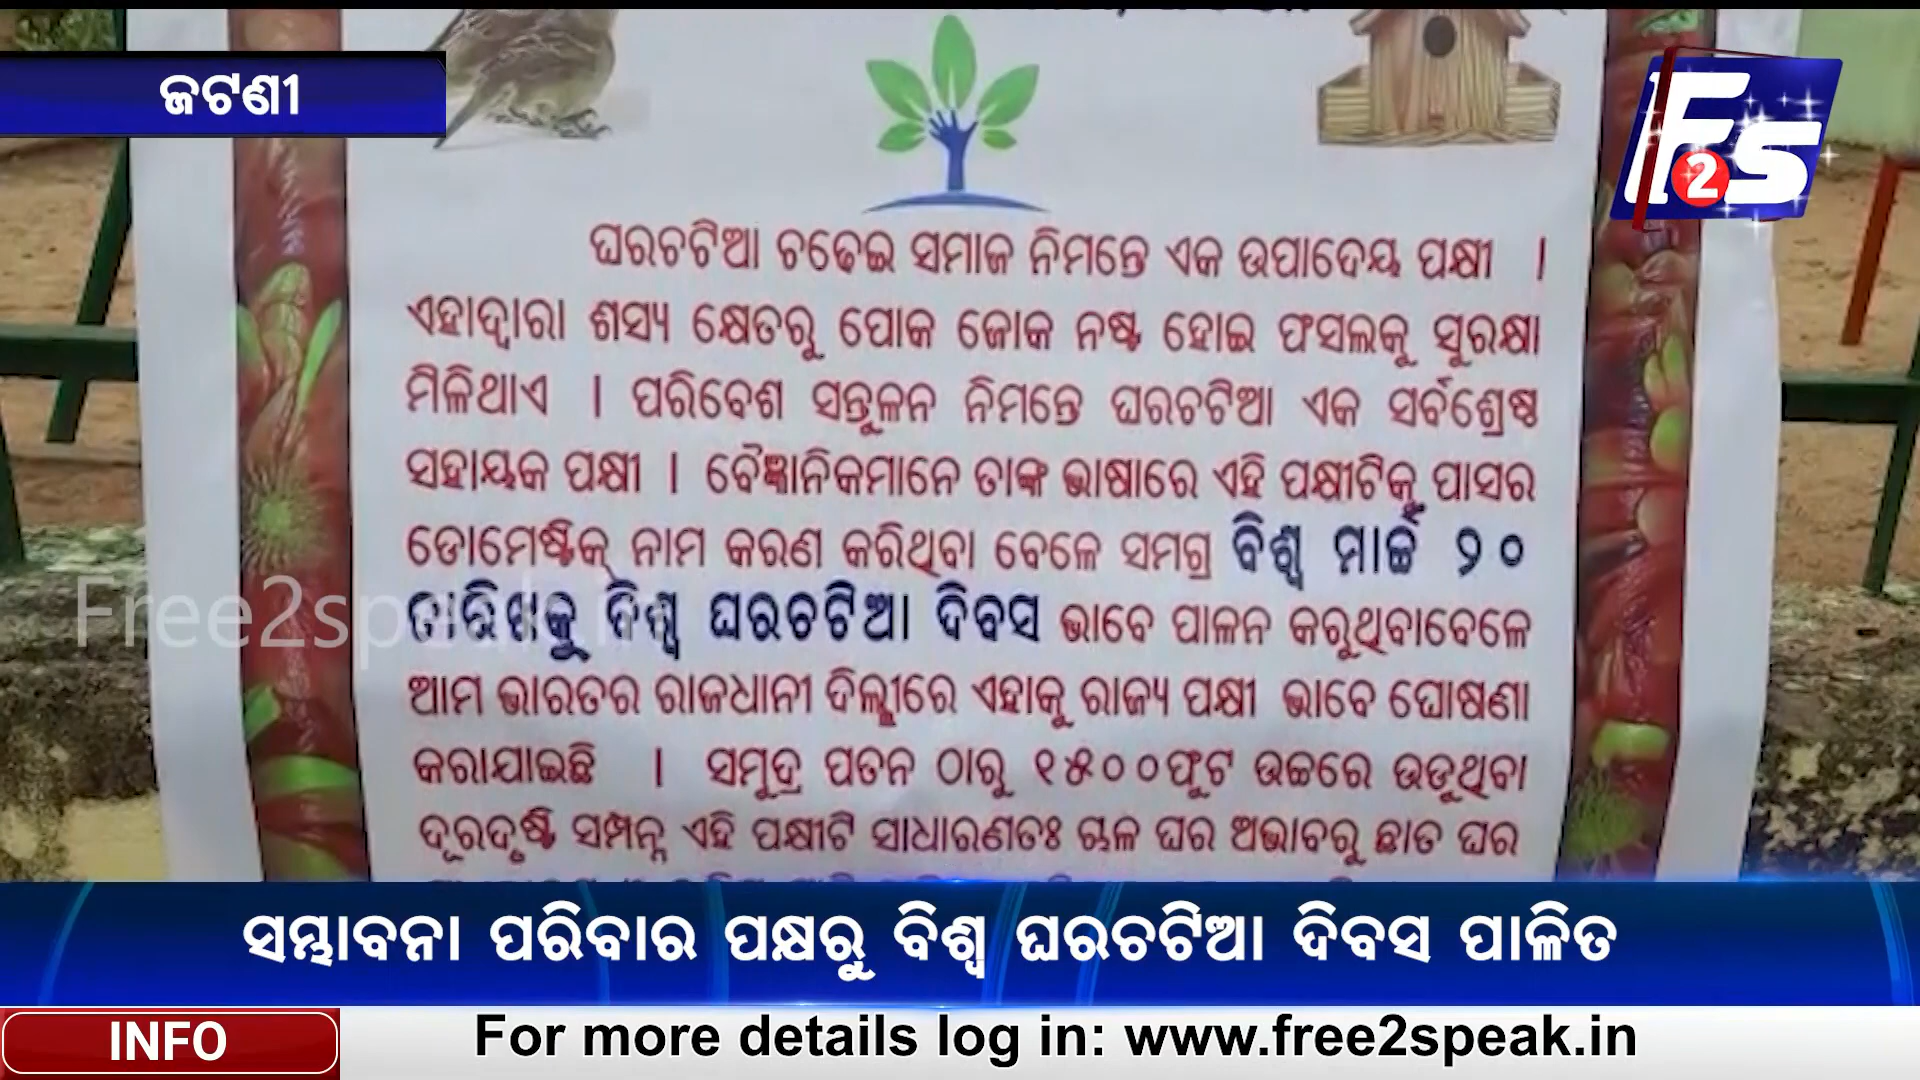 ଜଟଣୀ
F2S
ଘରଚଟିଆ ଚଢେଇ ସମାଜ ନିମନ୍ତେ ଏକ ଉପାଦେୟ ପକ୍ଷୀ ।
ଏହାଦ୍ୱାରା ଶସ୍ୟ କ୍ଷେତରୁ ପୋକ ଜୋକ ନଷ୍ଟ ହୋଇ ଫସଲକୁ ସୁରକ୍ଷା
ମିଳିଥାଏ । ପରିବେଶ ସନ୍ତୁଳନ ନିମନ୍ତେ ଘରଚଟିଆ ଏକ ସର୍ବଶ୍ରେଷ୍ଠ
ସହାୟକ ପକ୍ଷୀ । ବୈଜ୍ଞାନିକମାନେ ତାଙ୍କ ଭାଷାରେ ଏହି ପକ୍ଷୀଟିକୁ ପାସର
ଡୋମେଷ୍ଟିକ୍ ନାମ କରଣ କରିଥିବା ବେଳେ ସମଗ୍ର ବିଶ୍ୱ ମାର୍ଚ୍ଚ ୨୦
ତାରିଖକୁ ବିଶ୍ୱ ଘରଚଟିଆ ଦିବସ ଭାବେ ପାଳନ କରୁଥିବାବେଳେ
Free2speak.in
ଆମ ଭାରତର ରାଜଧାନୀ ଦିଲ୍ଲୀରେ ଏହାକୁ ରାଜ୍ୟ ପକ୍ଷୀ ଭାବେ ଘୋଷଣା
କରାଯାଇଛି । ସମୁଦ୍ର ପତନ ଠାରୁ ୧୫୦୦ଫୁଟ ଉଚ୍ଚରେ ଉଡୁଥିବା
ଦୂରଦୃଷ୍ଟି ସମ୍ପନ୍ନ ଏହି ପକ୍ଷୀଟି ସାଧାରଣତଃ ଚାଳ ଘର ଅଭାବରୁ ଛାତ ଘର
ସମ୍ଭାବନା ପରିବାର ପକ୍ଷରୁ ବିଶ୍ୱ ଘରଚଟିଆ ଦିବସ ପାଳିତ
INFO For more details log in: www.free2speak.in